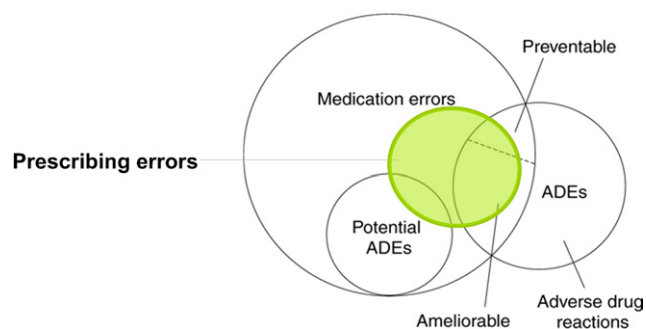 Preventable
Medication errors
Prescribing errors
ADEs
Potential
ADEs
Adverse drug
reactions
Ameliorable